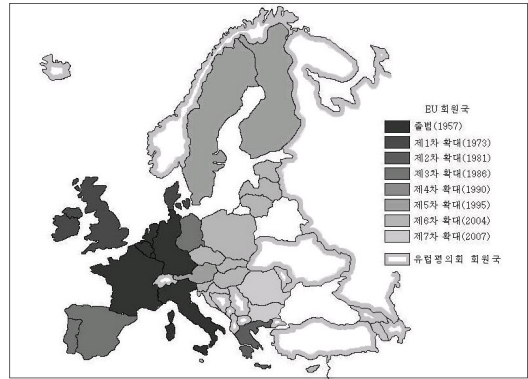 EU 회원국
출범(1957)
제1차 확대(1973)
제2차 확대(1981)
제3차 확대(1986)
제4차 확대(1990)
제5차 확대(1995)
제6차 확대(2004)
제7차 확대(2007)
유럽평의회 회원국